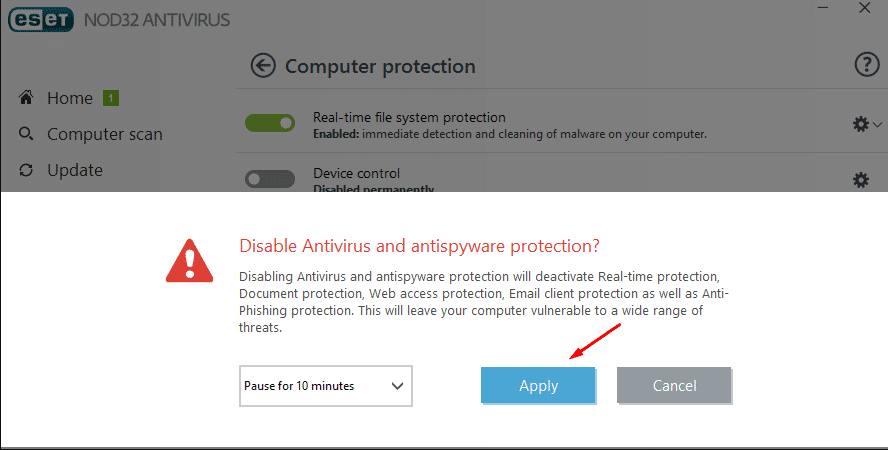 eset NOD32 ANTIVIRUS
Computer protection
?
Home 1
Computer scan
Update
Real-time file system protection
Enabled: immediate detection and cleaning of malware on your computer.
Device control
Disabled permanently
Disable Antivirus and antispyware protection?
Disabling Antivirus and antispyware protection will deactivate Real-time protection,
Document protection, Web access protection, Email client protection as well as Anti-
Phishing protection. This will leave your computer vulnerable to a wide range of
threats.
Pause for 10 minutes
Apply
Cancel